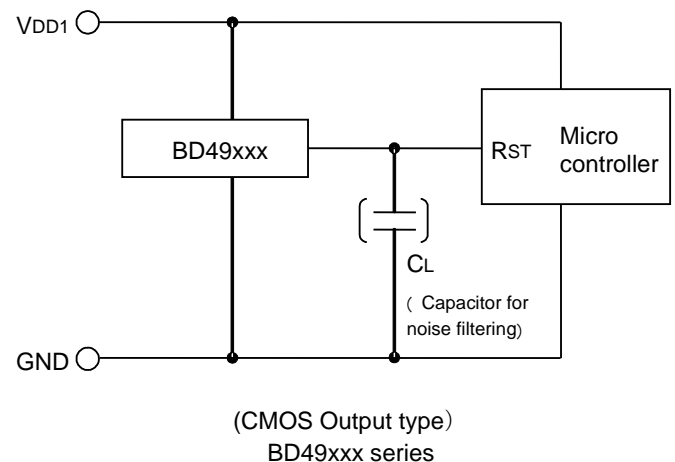 VDD1
BD49xxx
RST
Micro
controller
CL
( Capacitor for
noise filtering)
GND
(CMOS Output type)
BD49xxx series